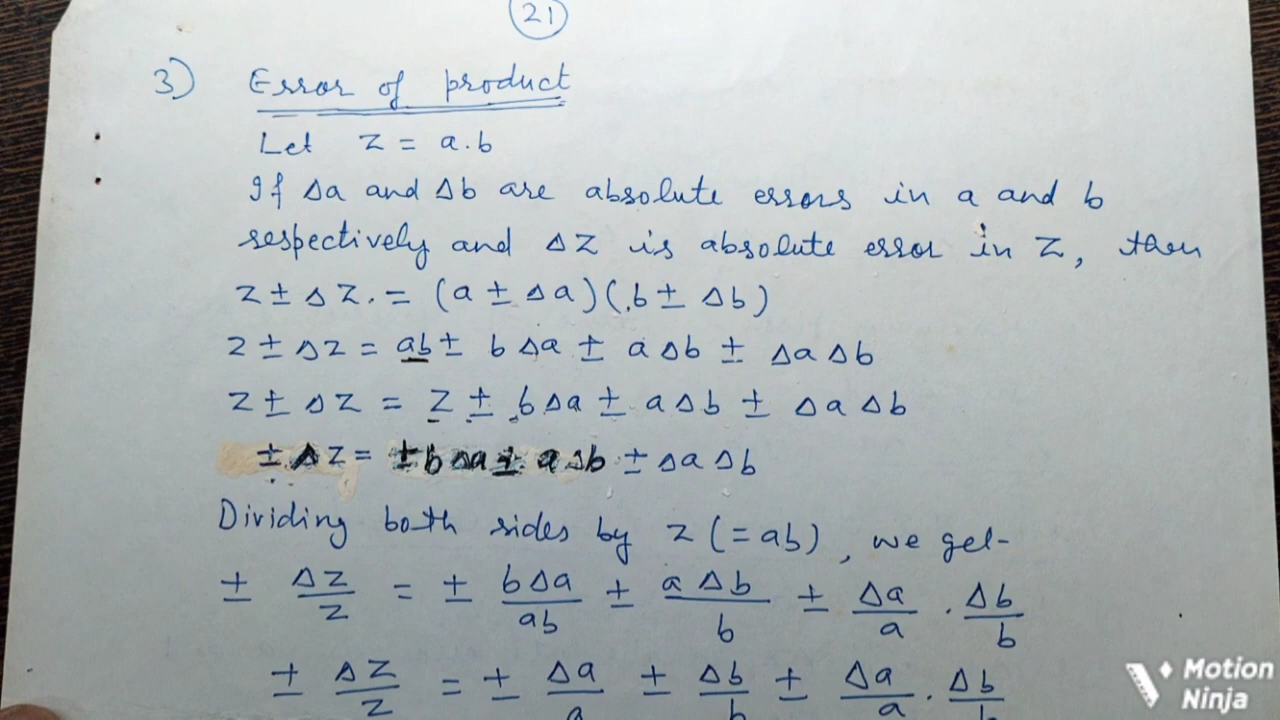 21
3) Error of product
Let z = a.b
If Δa and Δb are absolute errors in a and b
respectively and Δz is absolute error in z, then
z ± Δz. = (a ± Δa)(.b ± Δb)
z ± Δz = ab ± bΔa ± aΔb ± ΔaΔb
z ± Δz = z ± bΔa ± aΔb ± ΔaΔb
± Δz = ± bΔa ± aΔb ± ΔaΔb
Dividing both sides by z (=ab), we get
± Δz/z = ± bΔa/ab ± aΔb/b ± Δa/a . Δb/b
± Δz/z = ± Δa/a ± Δb/b ± Δa/a . Δb/b
Motion
Ninja